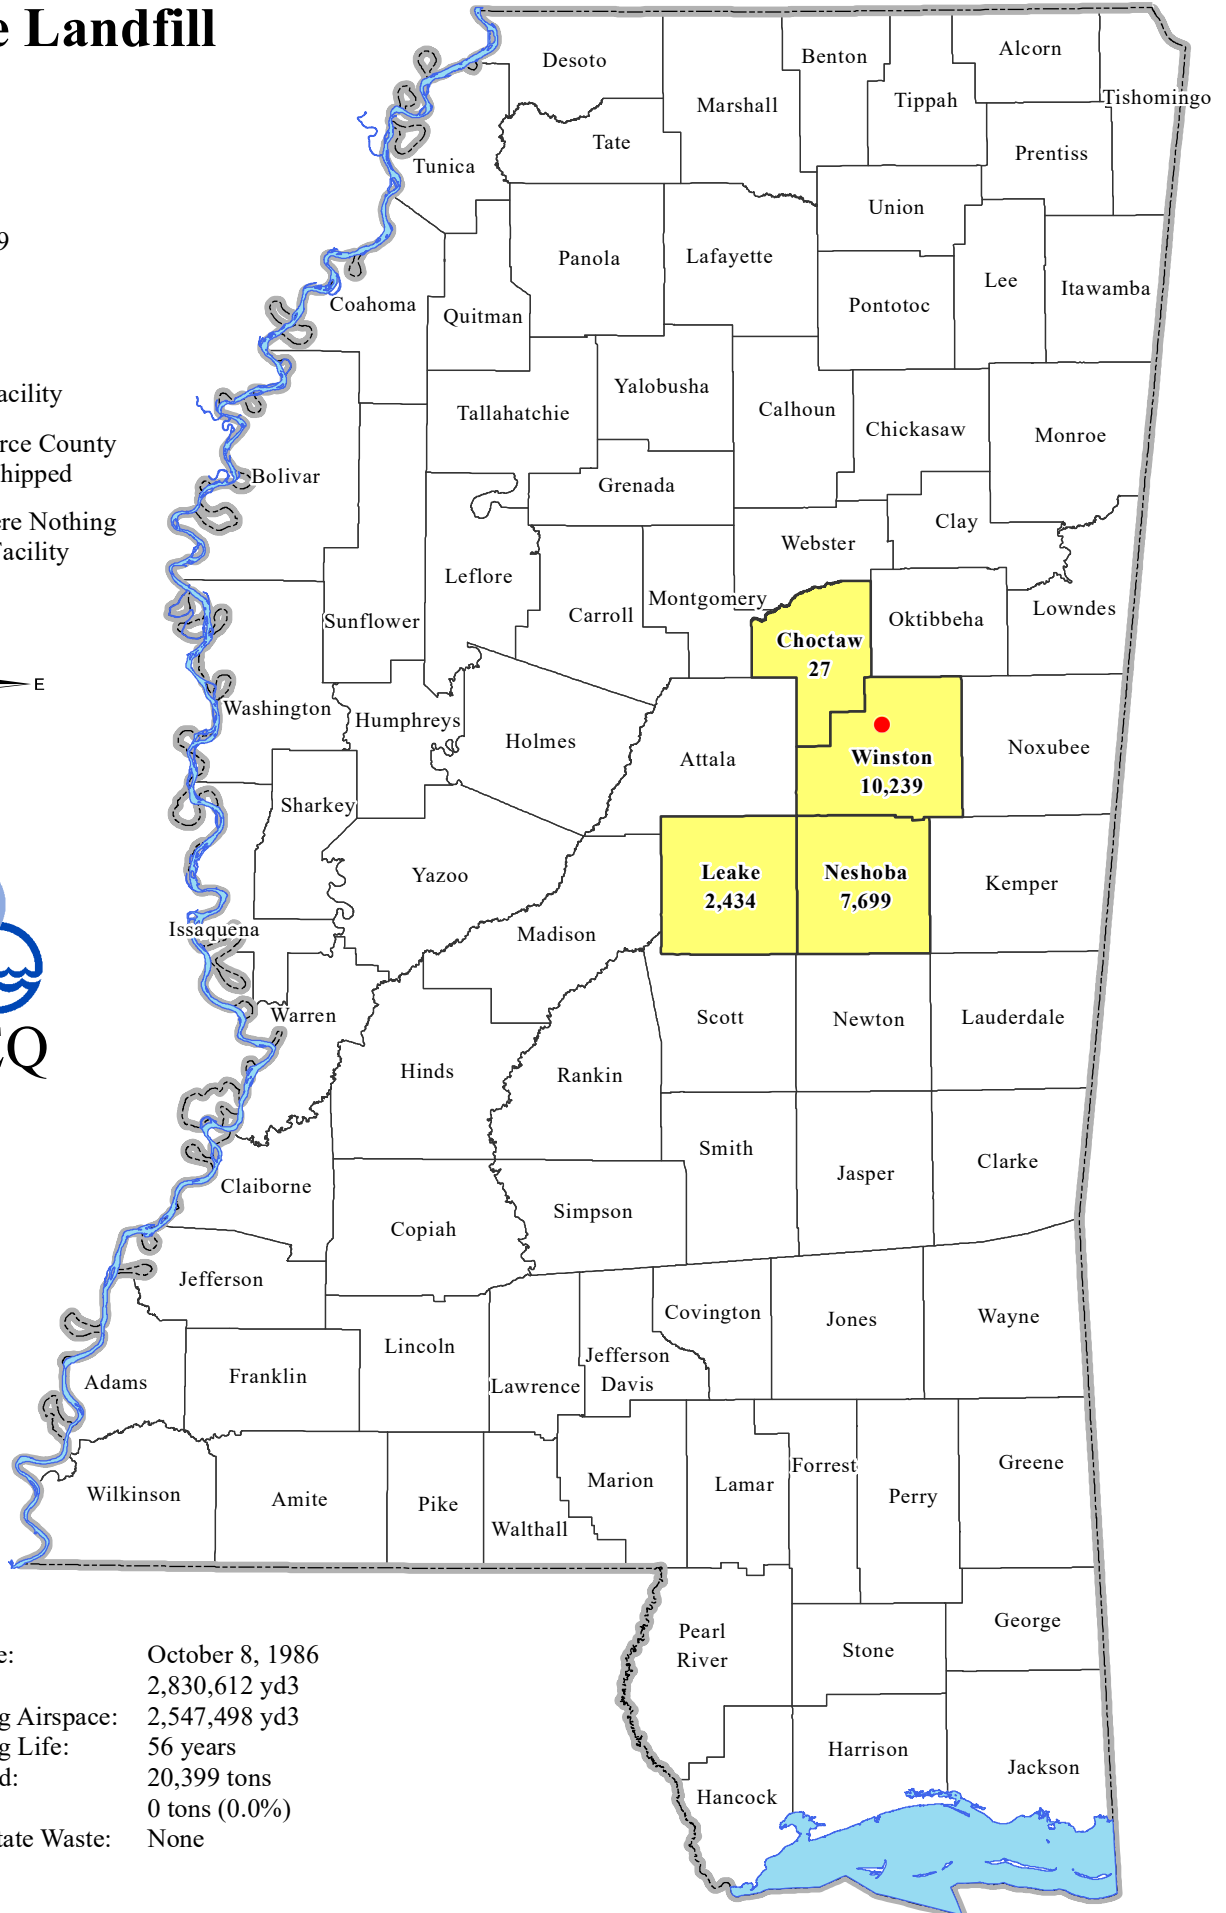 e Landfill
9
acility
rce County
hipped
ere Nothing
Facility
E
CQ
Desoto
Benton
Alcorn
Marshall
Tippah
Tishomingo
Tate
Prentiss
Tunica
Union
Panola
Lafayette
Lee
Itawamba
Coahoma
Quitman
Pontotoc
Yalobusha
Tallahatchie
Calhoun
Chickasaw
Monroe
Bolivar
Grenada
Clay
Webster
Leflore
Montgomery
Carroll
Sunflower
Oktibbeha
Lowndes
Choctaw
27
Washington
Humphreys
Holmes
Attala
Winston
10,239
Noxubee
Sharkey
Yazoo
Leake
2,434
Neshoba
7,699
Kemper
Issaquena
Madison
Warren
Scott
Newton
Lauderdale
Hinds
Rankin
Smith
Jasper
Clarke
Claiborne
Copiah
Simpson
Jefferson
Covington
Jones
Wayne
Lincoln
Jefferson
Davis
Adams
Franklin
Lawrence
Wilkinson
Amite
Pike
Walthall
Marion
Lamar
Forrest
Perry
Greene
Pearl
River
Stone
George
Hancock
Harrison
Jackson
e: October 8, 1986
2,830,612 yd3
g Airspace: 2,547,498 yd3
g Life: 56 years
d: 20,399 tons
0 tons (0.0%)
tate Waste: None